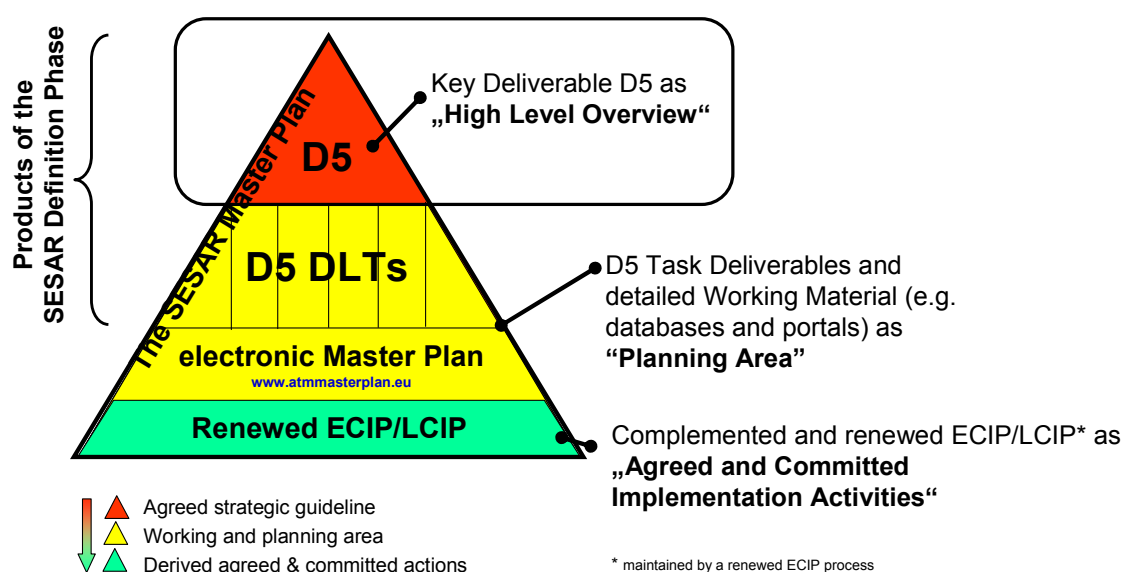 Products of the
SESAR Definition Phase
The SESAR Master Plan
Key Deliverable D5 as
„High Level Overview“
D5
D5 DLTs
D5 Task Deliverables and
detailed Working Material (e.g.
databases and portals) as
“Planning Area”
electronic Master Plan
www.atmmasterplan.eu
Renewed ECIP/LCIP
Complemented and renewed ECIP/LCIP* as
„Agreed and Committed
Implementation Activities“
Agreed strategic guideline
Working and planning area
Derived agreed & committed actions
* maintained by a renewed ECIP process